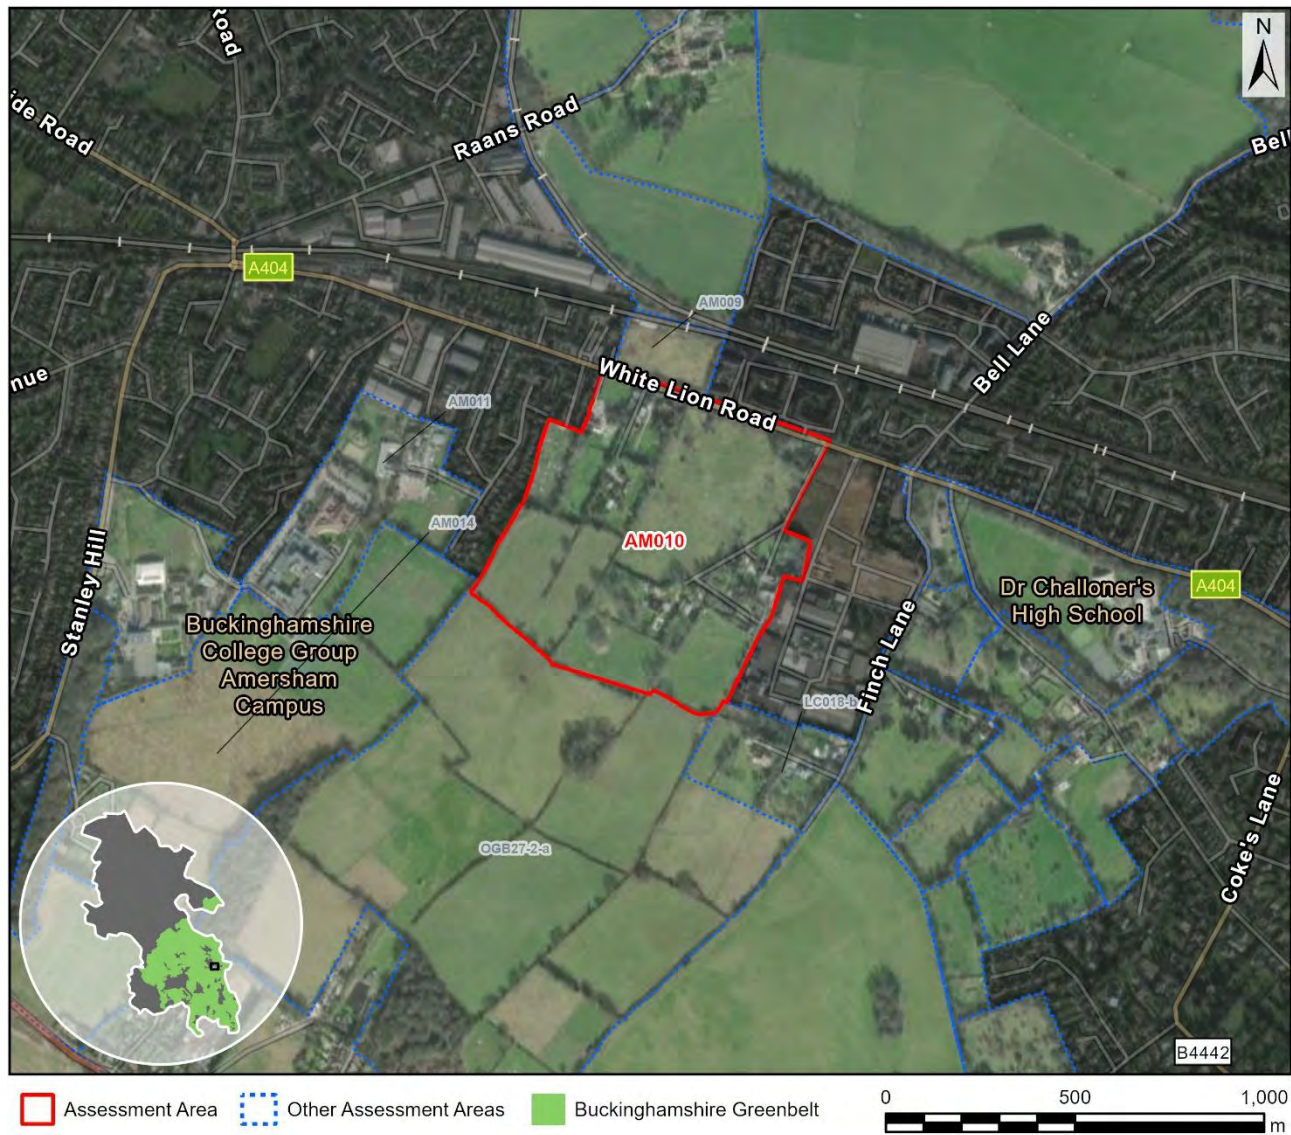 N
Road
ide Road
Raans Road
Bell
A404
AM009
Bell Lane
White Lion Road
nue
AM011
AM014
AM010
Stanley Hill
Dr Challoner's
High School
A404
Buckinghamshire
College Group
Amersham
Campus
Finch Lane
LC018-b
Coke's Lane
OGB27-2-a
B4442
Assessment Area
Other Assessment Areas
Buckinghamshire Greenbelt
0 500 1,000
m